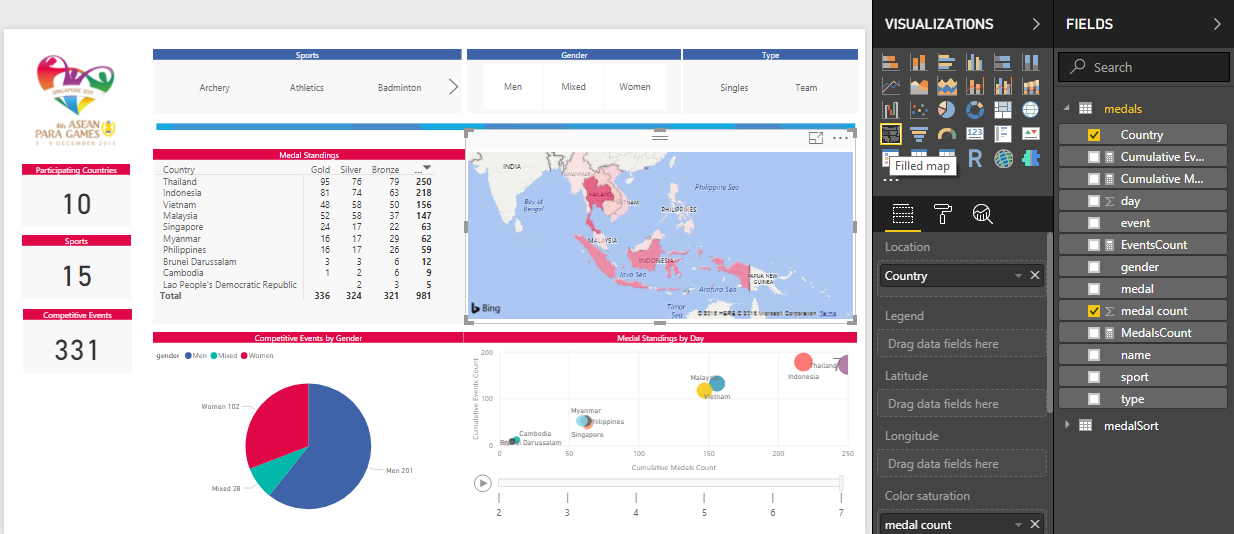 SINGAPORE 2015
8th ASEAN
PARA GAMES
3 - 9 DECEMBER 2015
Participating Countries
10
Sports
15
Competitive Events
331
Sports
Archery Athletics Badminton
Gender
Men Mixed Women
Type
Singles Team
Medal Standings
Country Gold Silver Bronze ...
Thailand 95 76 79 250
Indonesia 81 74 63 218
Vietnam 48 50 50 156
Malaysia 52 58 37 147
Singapore 24 17 22 63
Myanmar 16 17 29 62
Philippines 16 17 26 59
Brunei Darussalam 3 3 6 12
Cambodia 1 2 6 9
Lao People's Democratic Republic 2 3 5
Total 336 324 321 981
INDIA
MYANMAR
Bay of
Bengal
THAILAND
VIETNAM
Philippine Sea
PHILIPPINES
MALAYSIA
INDONESIA
Java Sea
PAPUA NEW
GUINEA
Arafura Sea
Timor
Sea
Bing
© 2016 HERE © 2016 Microsoft Corporation Terms
Competitive Events by Gender
gender Men Mixed Women
Women 102
Mixed 28
Men 201
Medal Standings by Day
Cumulative Events Count
200
100
0
7
Thailand
Indonesia
Malaysia
Vietnam
Myanmar
Philippines
Singapore
Cambodia
Brunei Darussalam
0 50 100 150 200 250
Cumulative Medals Count
2 3 4 5 6 7
VISUALIZATIONS
123
R
Filled map
Location
Country
Legend
Drag data fields here
Latitude
Drag data fields here
Longitude
Drag data fields here
Color saturation
medal count
FIELDS
Search
medals
Country
Cumulative Ev...
Cumulative M...
day
event
EventsCount
gender
medal
medal count
MedalsCount
name
sport
type
medalSort